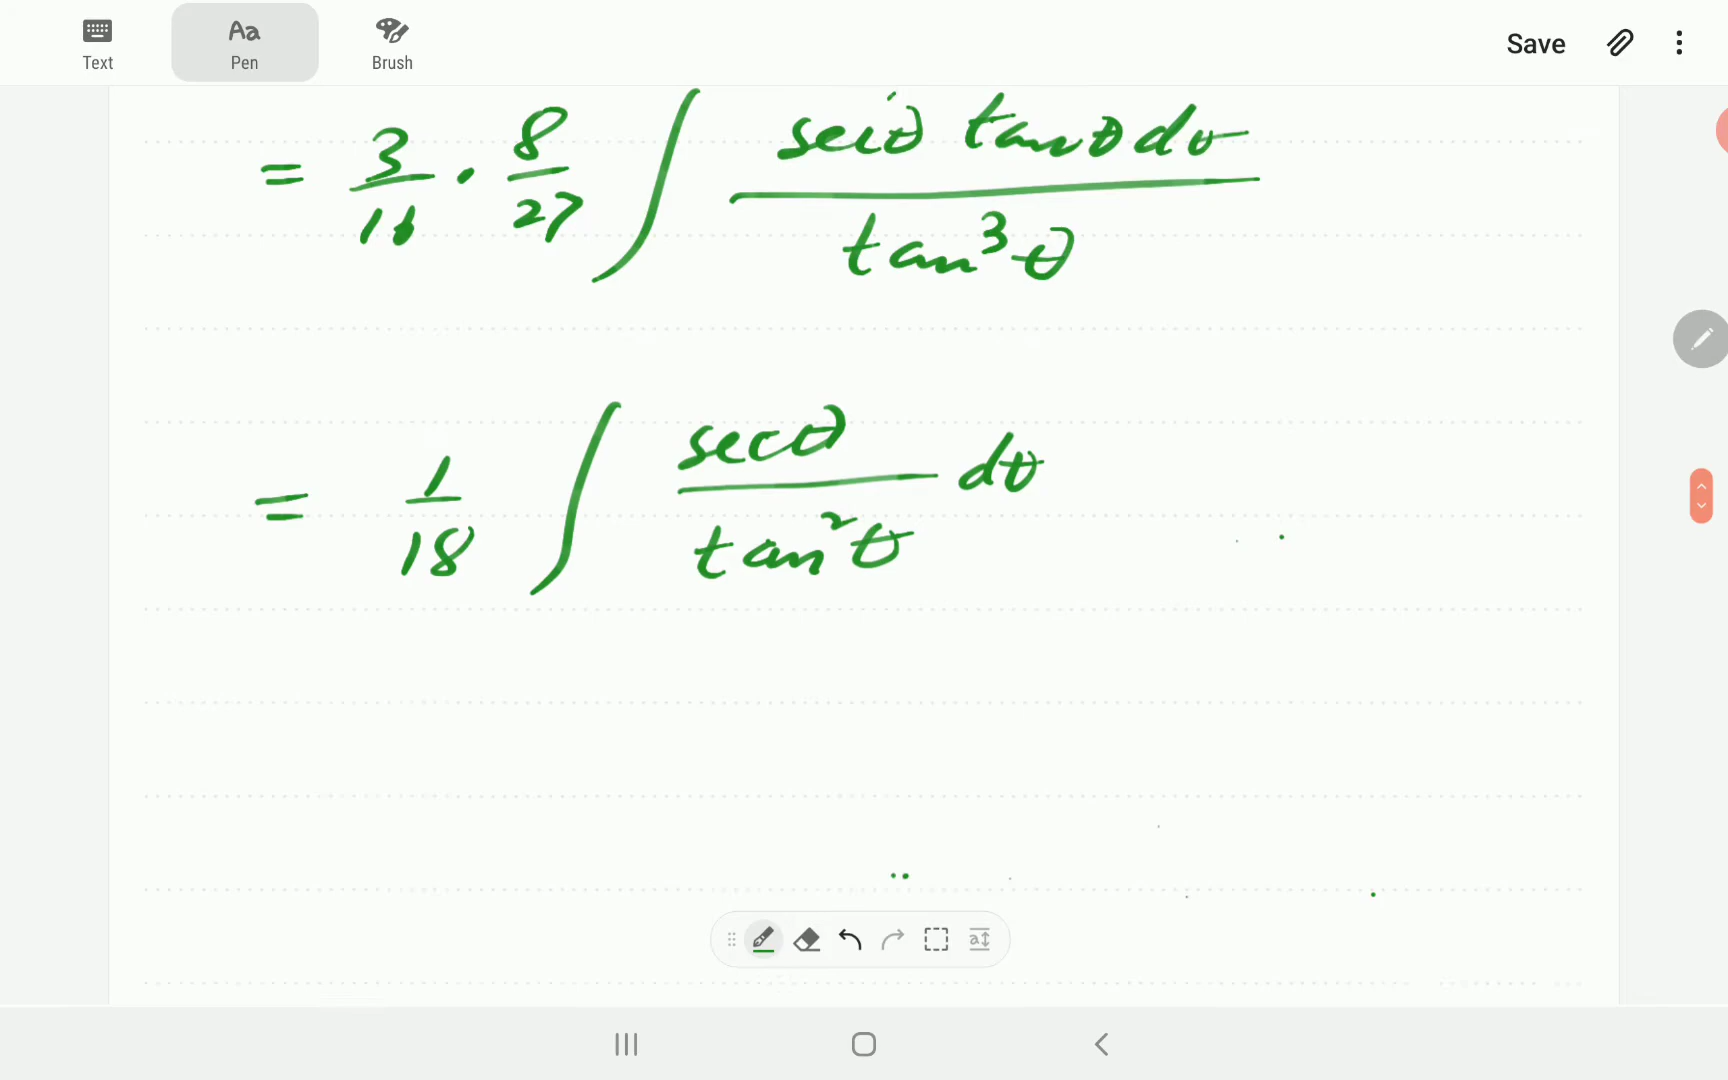 Text Pen Brush Save
= 3/16 · 8/27 ∫ secθ tanθ dθ / tan³θ
= 1/18 ∫ secθ / tan²θ dθ